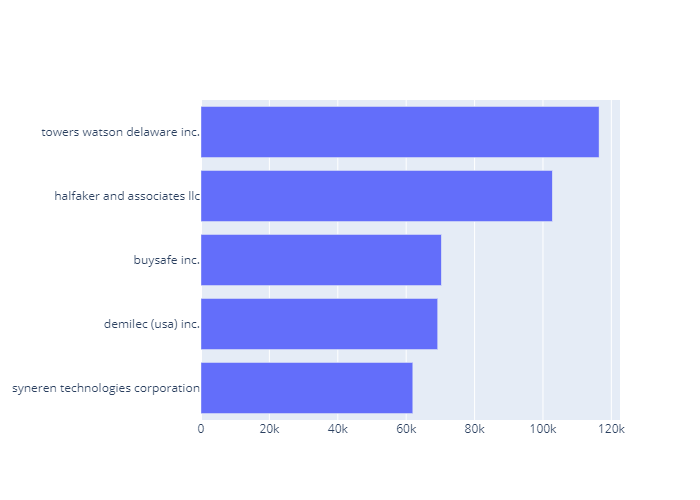 towers watson delaware inc.
halfaker and associates llc
buysafe inc.
demilec (usa) inc.
syneren technologies corporation
0 20k 40k 60k 80k 100k 120k